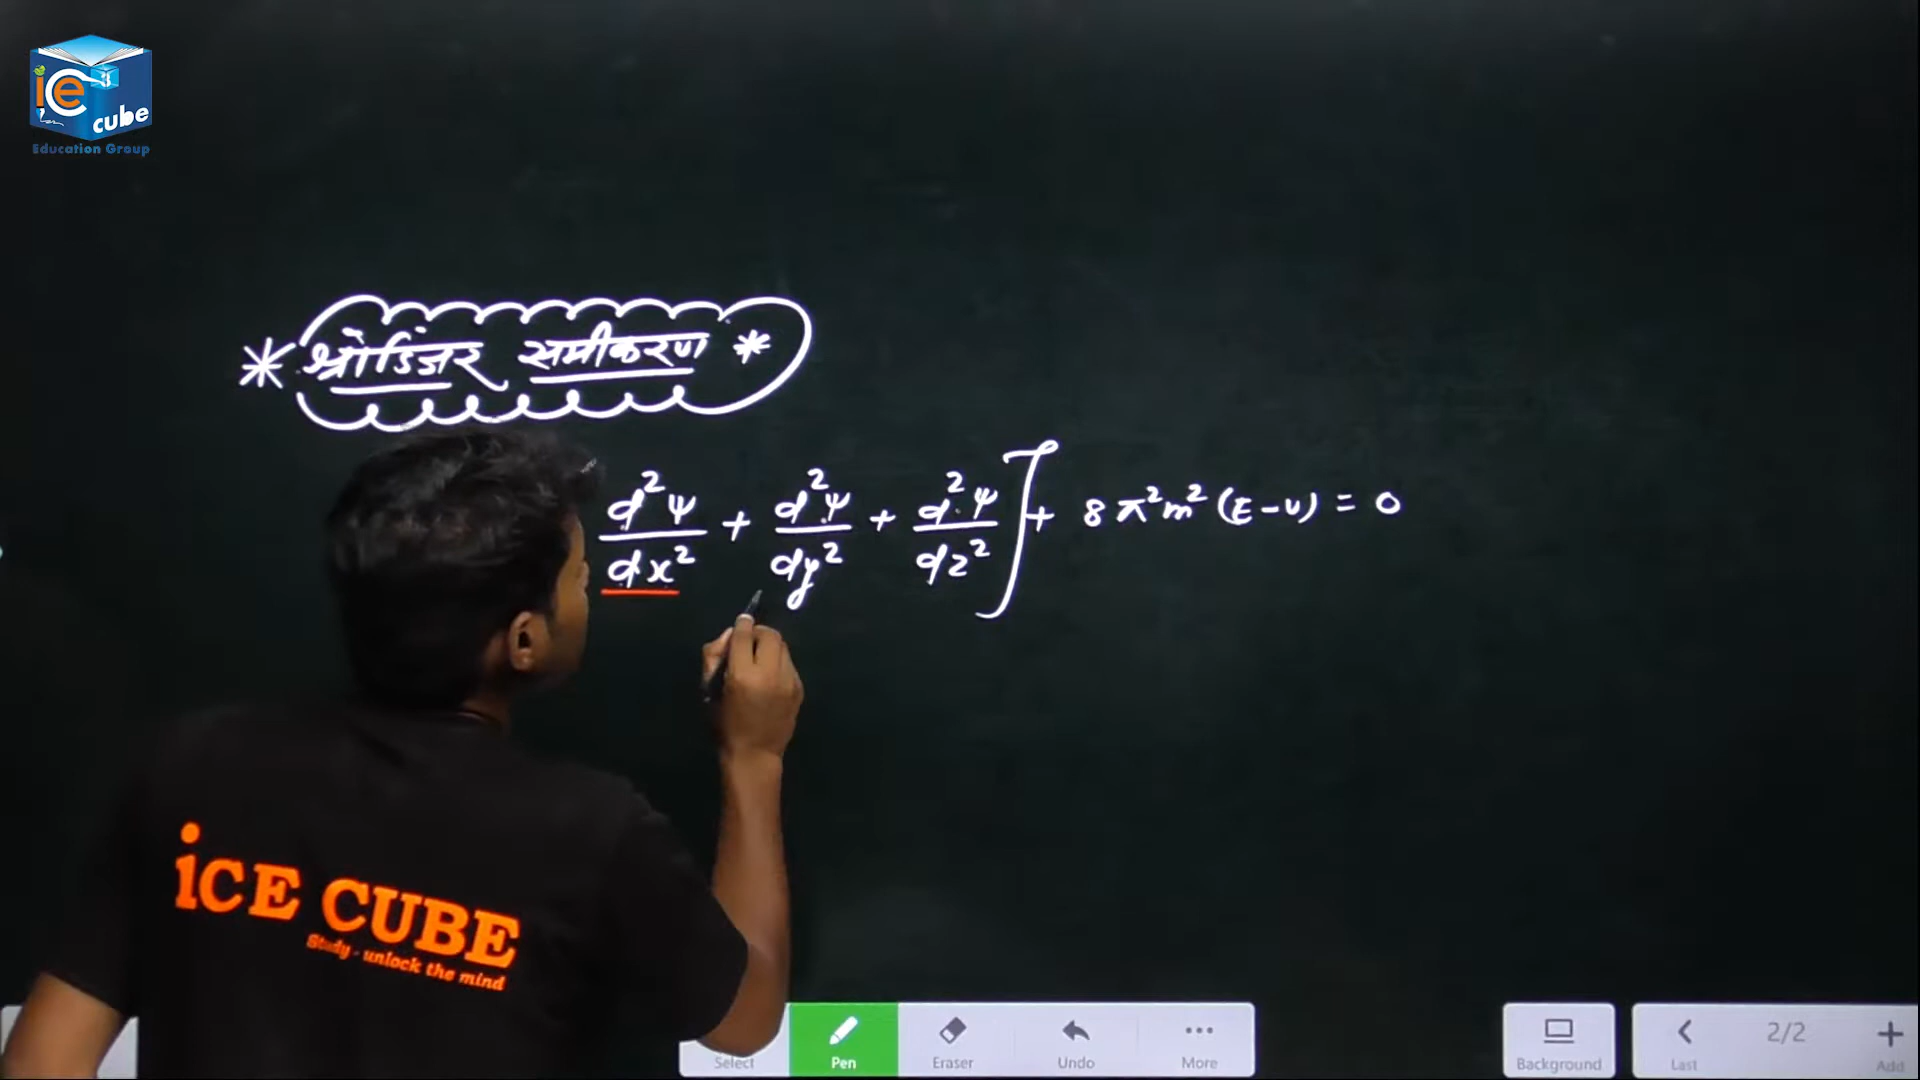 ice 3
cube
Education Group
* श्रोडिंजर समीकरण *
d²ψ/dx² + d²ψ/dy² + d²ψ/dz² ] + 8π²m² (E-U) = 0
iCE CUBE
Study - unlock the mind
Select Pen Eraser Undo More Background Last 2/2 Add